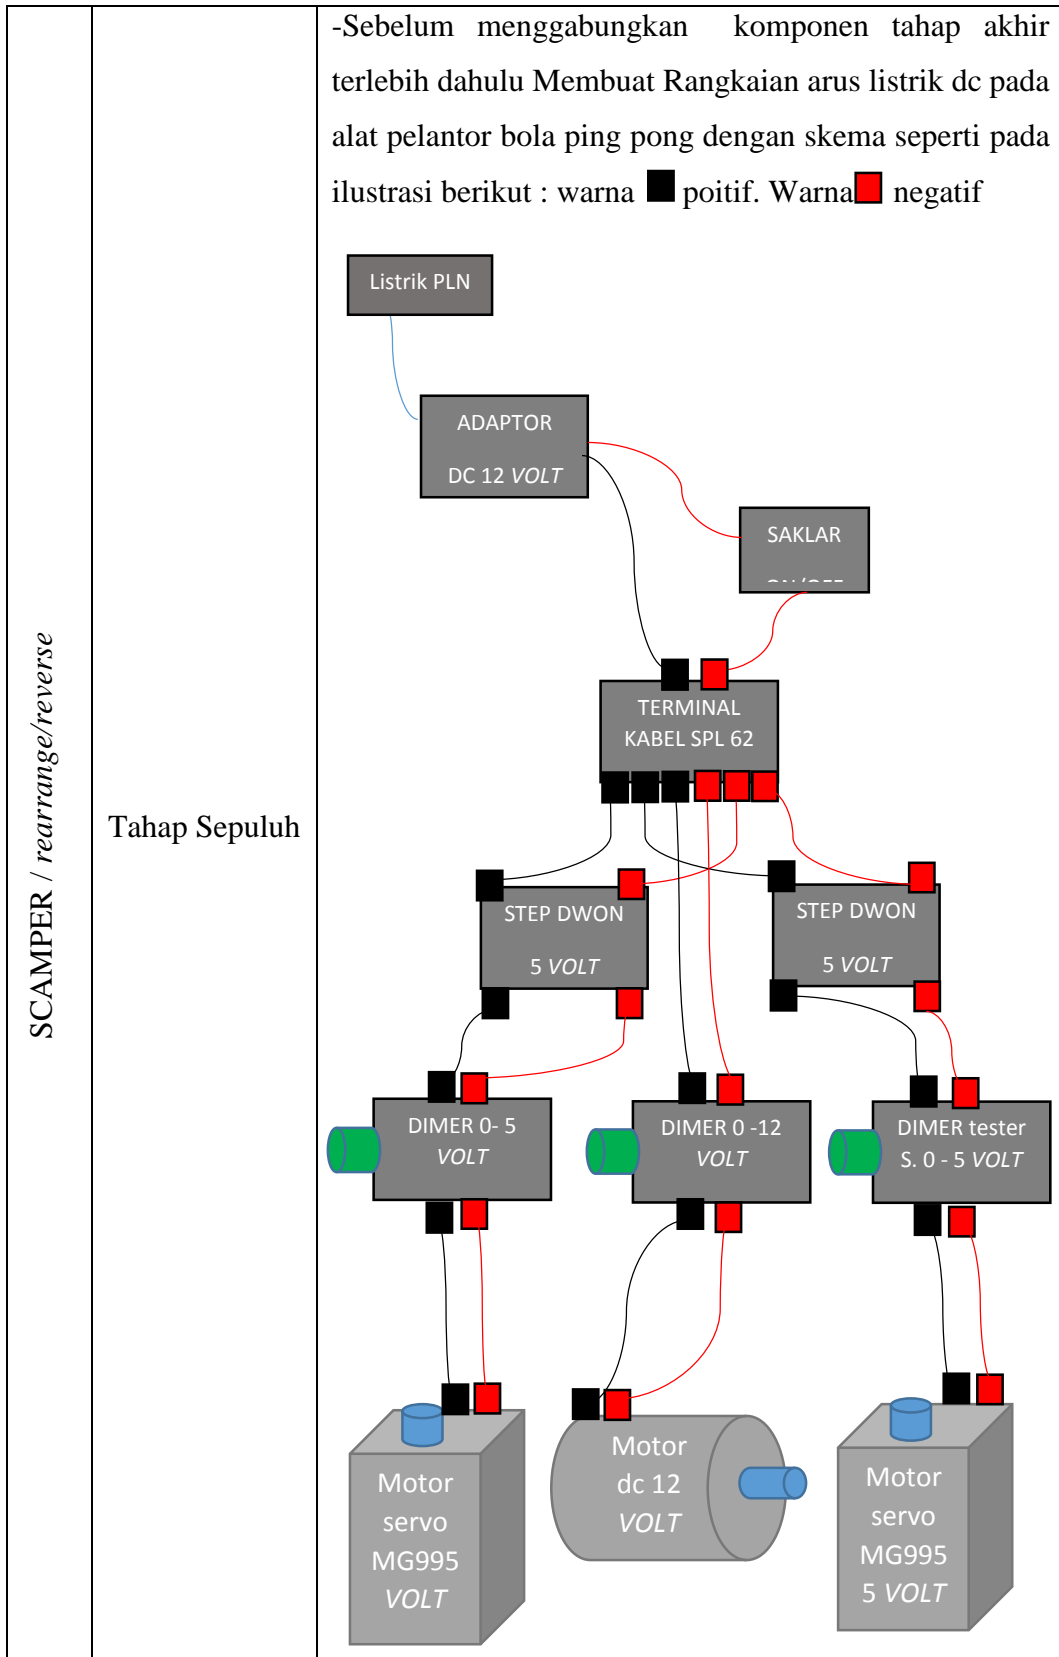 -Sebelum menggabungkan komponen tahap akhir
terlebih dahulu Membuat Rangkaian arus listrik dc pada
alat pelantor bola ping pong dengan skema seperti pada
ilustrasi berikut : warna poitif. Warna negatif
SCAMPER / rearrange/reverse
Tahap Sepuluh
Listrik PLN
ADAPTOR
DC 12 VOLT
SAKLAR
ON/OFF
TERMINAL
KABEL SPL 62
STEP DWON
5 VOLT
STEP DWON
5 VOLT
DIMER 0- 5
VOLT
DIMER 0 -12
VOLT
DIMER tester
S. 0 - 5 VOLT
Motor
servo
MG995
VOLT
Motor
dc 12
VOLT
Motor
servo
MG995
5 VOLT